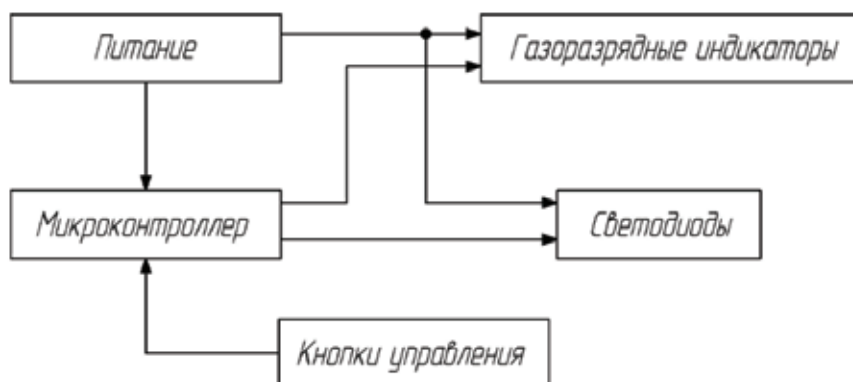 Питание
Газоразрядные индикаторы
Микроконтроллер
Светодиоды
Кнопки управления